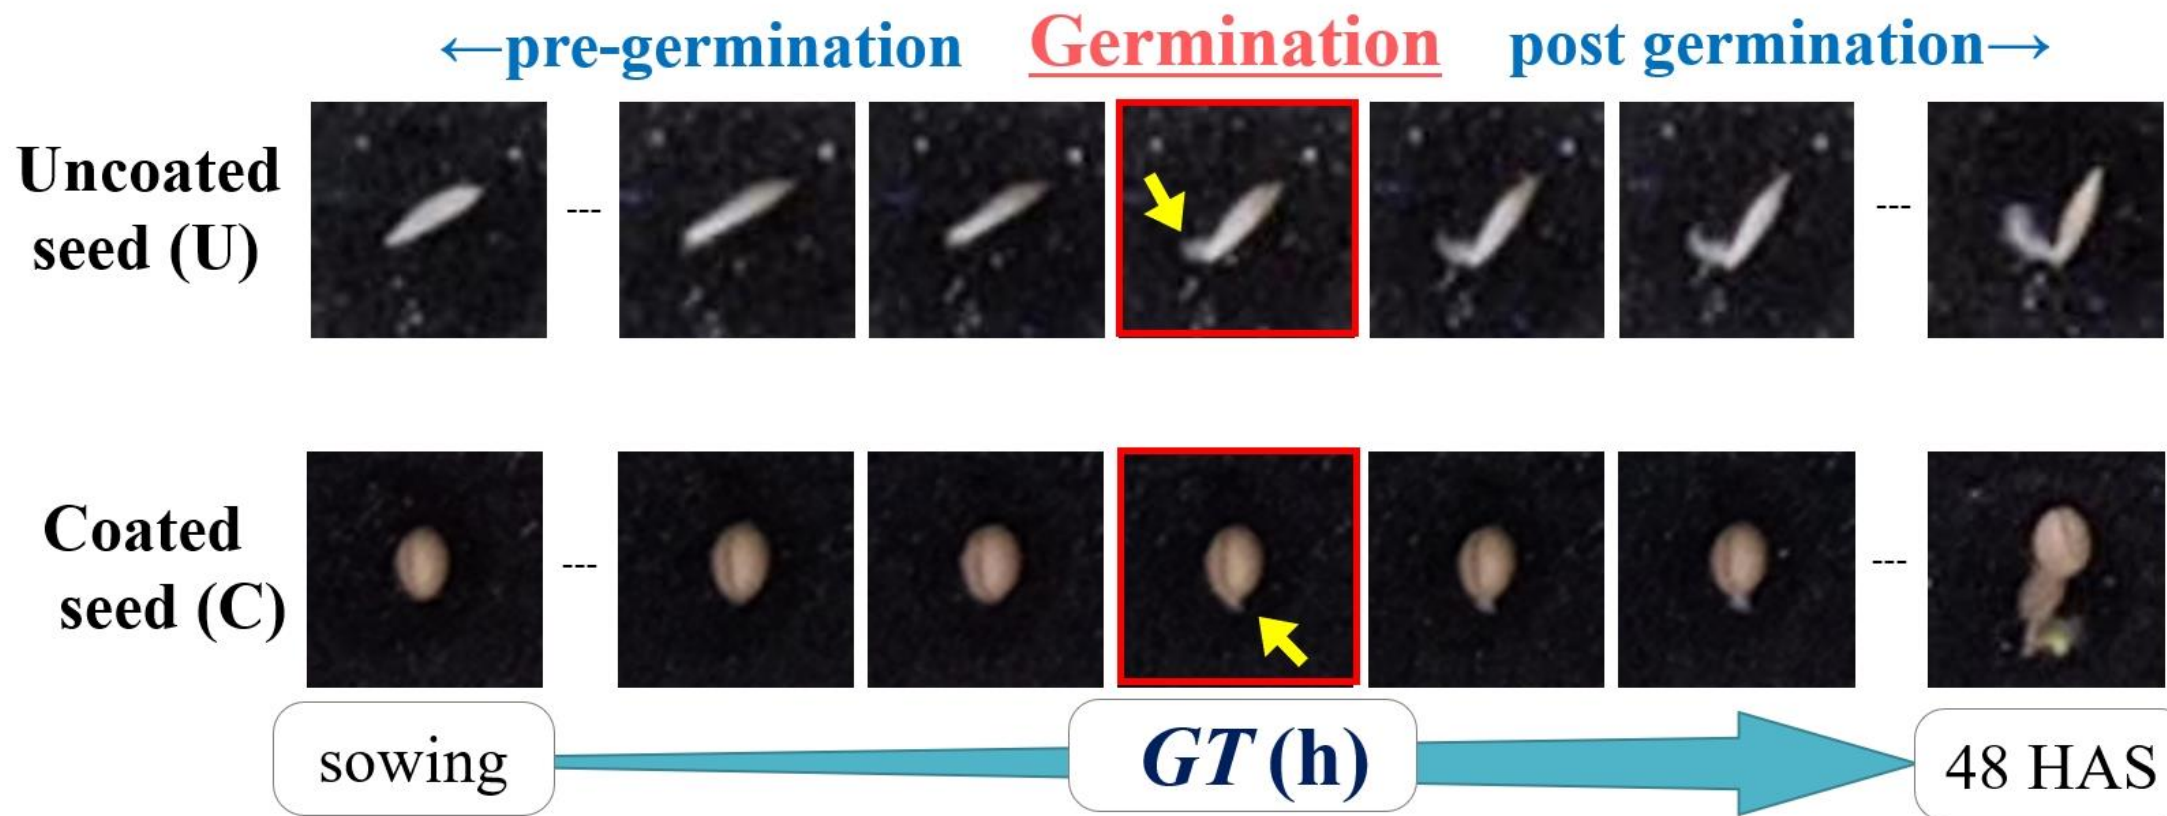 ←pre-germination Germination post germination→
Uncoated
seed (U)
---
---
Coated
seed (C)
---
---
sowing GT (h) 48 HAS